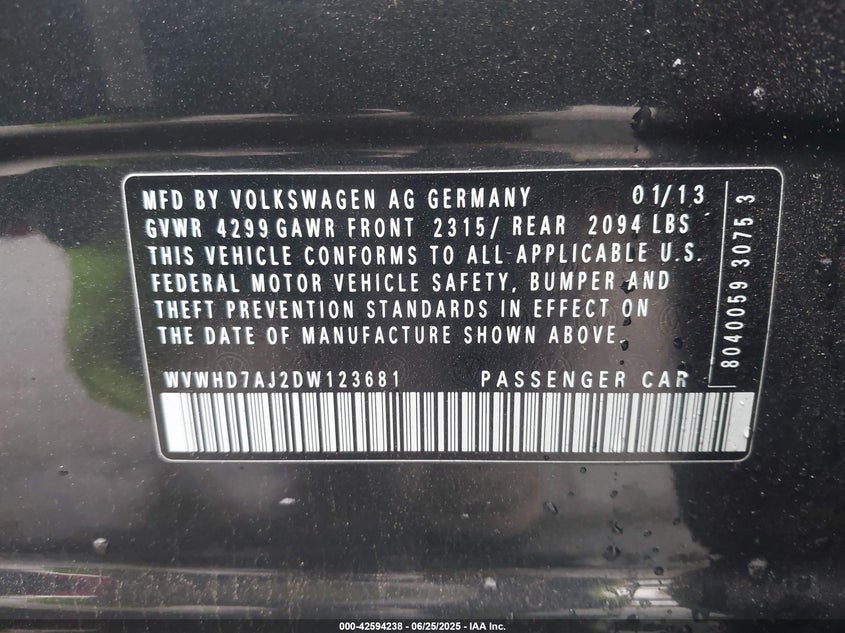 MFD BY VOLKSWAGEN AG GERMANY 01/13
GVWR 4299 GAWR FRONT 2315/ REAR 2094 LBS
THIS VEHICLE CONFORMS TO ALL APPLICABLE U.S.
FEDERAL MOTOR VEHICLE SAFETY, BUMPER AND
THEFT PREVENTION STANDARDS IN EFFECT ON
THE DATE OF MANUFACTURE SHOWN ABOVE.
WVWHD7AJ2DW123681 PASSENGER CAR
8040059 3075 3
000-42594238 - 06/25/2025 - IAA Inc.